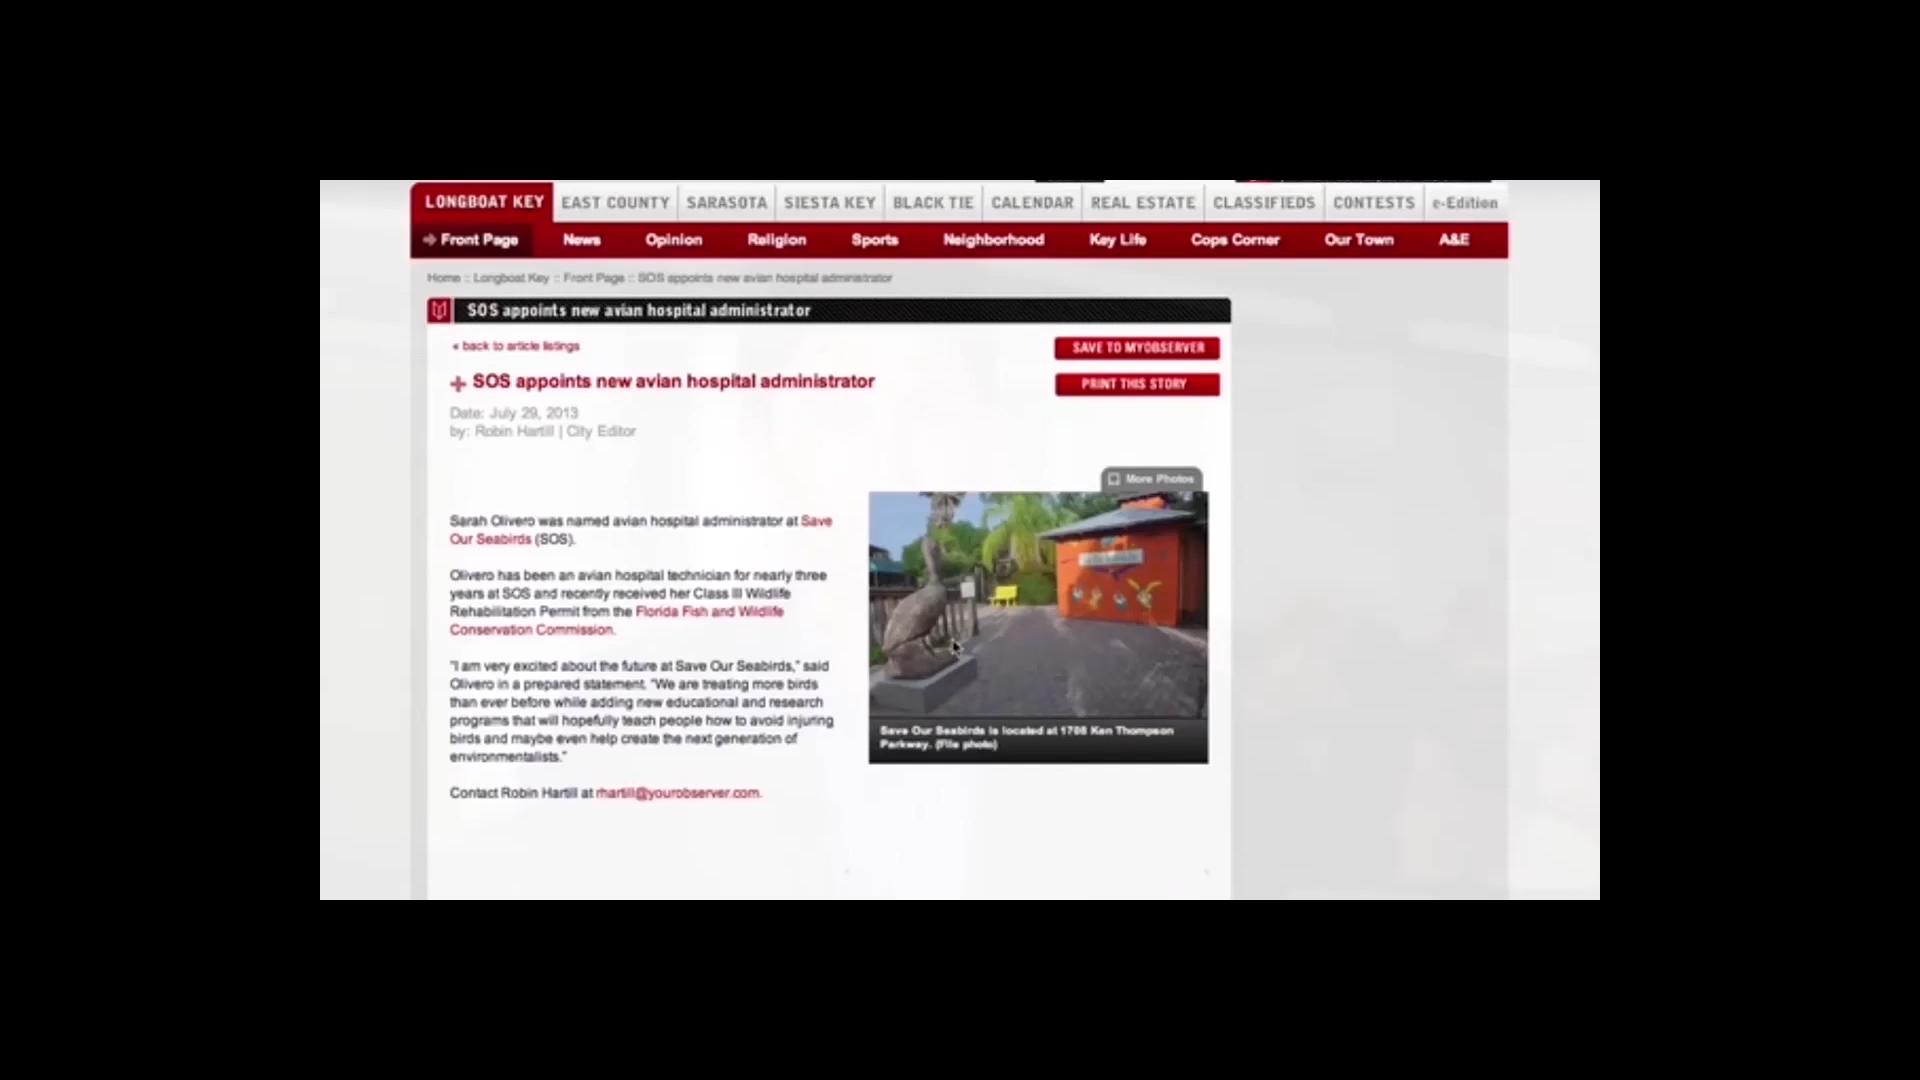 LONGBOAT KEY EAST COUNTY SARASOTA SIESTA KEY BLACK TIE CALENDAR REAL ESTATE CLASSIFIEDS CONTESTS e-Edition
Front Page News Opinion Religion Sports Neighborhood Key Life Cops Corner Our Town A&E
Home :: Longboat Key :: Front Page :: SOS appoints new avian hospital administrator
SOS appoints new avian hospital administrator
« back to article listings
SAVE TO MYOBSERVER
SOS appoints new avian hospital administrator
PRINT THIS STORY
Date: July 29, 2013
by: Robin Hartill | City Editor
More Photos
Sarah Olivero was named avian hospital administrator at Save
Our Seabirds (SOS).
Olivero has been an avian hospital technician for nearly three
years at SOS and recently received her Class III Wildlife
Rehabilitation Permit from the Florida Fish and Wildlife
Conservation Commission.
"I am very excited about the future at Save Our Seabirds," said
Olivero in a prepared statement. "We are treating more birds
than ever before while adding new educational and research
programs that will hopefully teach people how to avoid injuring
birds and maybe even help create the next generation of
environmentalists."
Save Our Seabirds is located at 1708 Ken Thompson
Parkway. (File photo)
Contact Robin Hartill at rhartill@yourobserver.com.